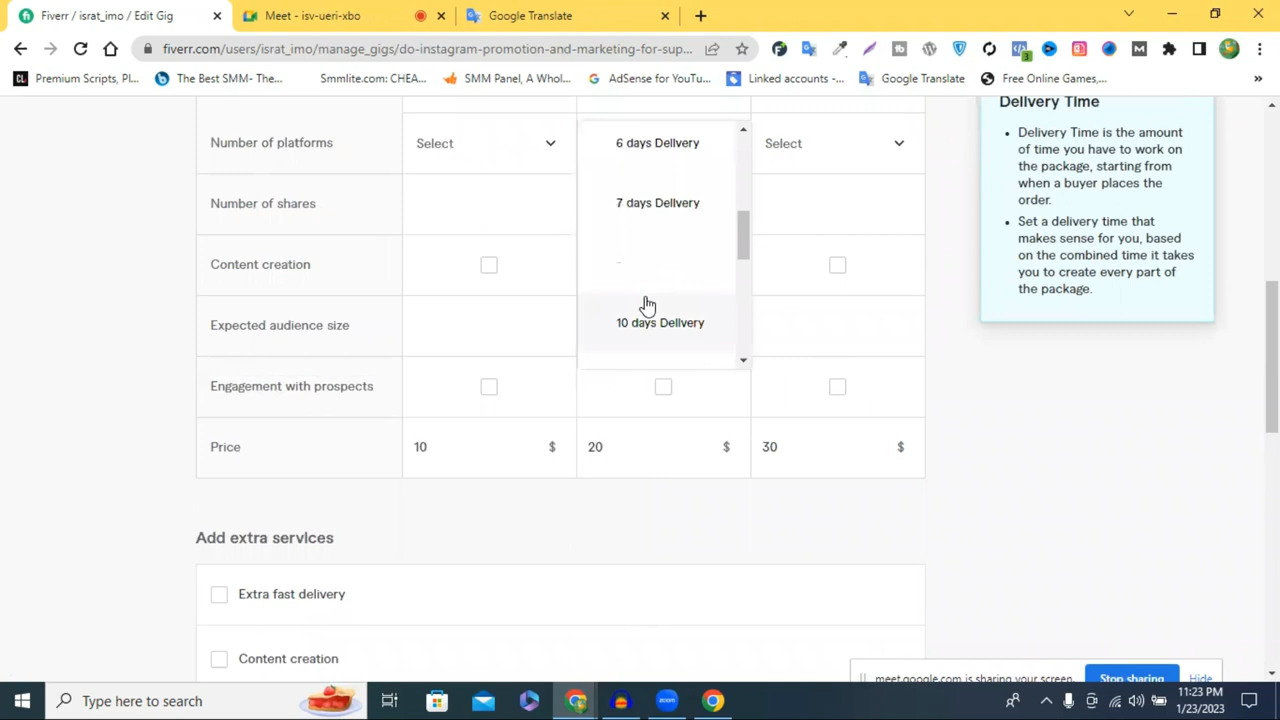 Fiverr / israt_imo / Edit Gig
Meet - isv-ueri-xbo
Google Translate
fiverr.com/users/israt_imo/manage_gigs/do-instagram-promotion-and-marketing-for-sup...
Premium Scripts, Pl...
The Best SMM- The...
Smmlite.com: CHEA...
SMM Panel, A Whol...
AdSense for YouTu...
Linked accounts -...
Google Translate
Free Online Games,...
»
Delivery Time
• Delivery Time is the amount
of time you have to work on
the package, starting from
when a buyer places the
order.
• Set a delivery time that
makes sense for you, based
on the combined time it takes
you to create every part of
the package.
Number of platforms
Select
6 days Delivery
Select
Number of shares
7 days Delivery
Content creation
10 days Delivery
Expected audience size
Engagement with prospects
Price
10 $
20 $
30 $
Add extra services
Extra fast delivery
Content creation
meet.google.com is sharing your screen.
Stop sharing
Hide
Type here to search
zoom
11:23 PM
1/23/2023